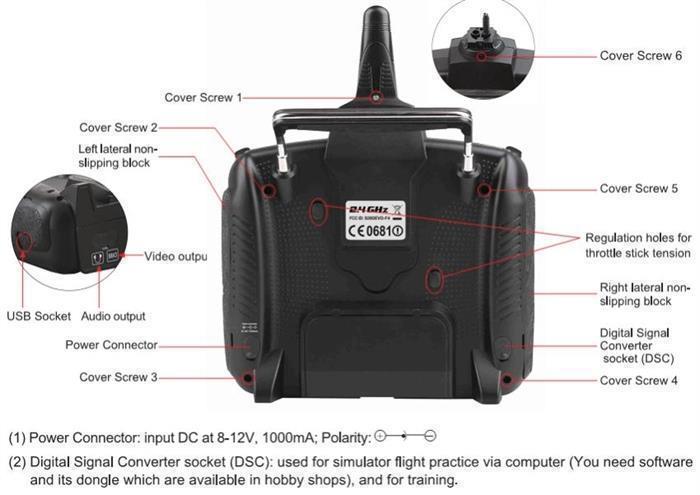 Cover Screw 6
Cover Screw 1
Cover Screw 2
Left lateral non-
slipping block
Cover Screw 5
2.4GHz
CE0681
Regulation holes for
throttle stick tension
Video outpu
Right lateral non-
slipping block
USB Socket
Audio output
Power Connector
Digital Signal
Converter
socket (DSC)
Cover Screw 3
Cover Screw 4
(1) Power Connector: input DC at 8-12V, 1000mA; Polarity:
(2) Digital Signal Converter socket (DSC): used for simulator flight practice via computer (You need software
and its dongle which are available in hobby shops), and for training.